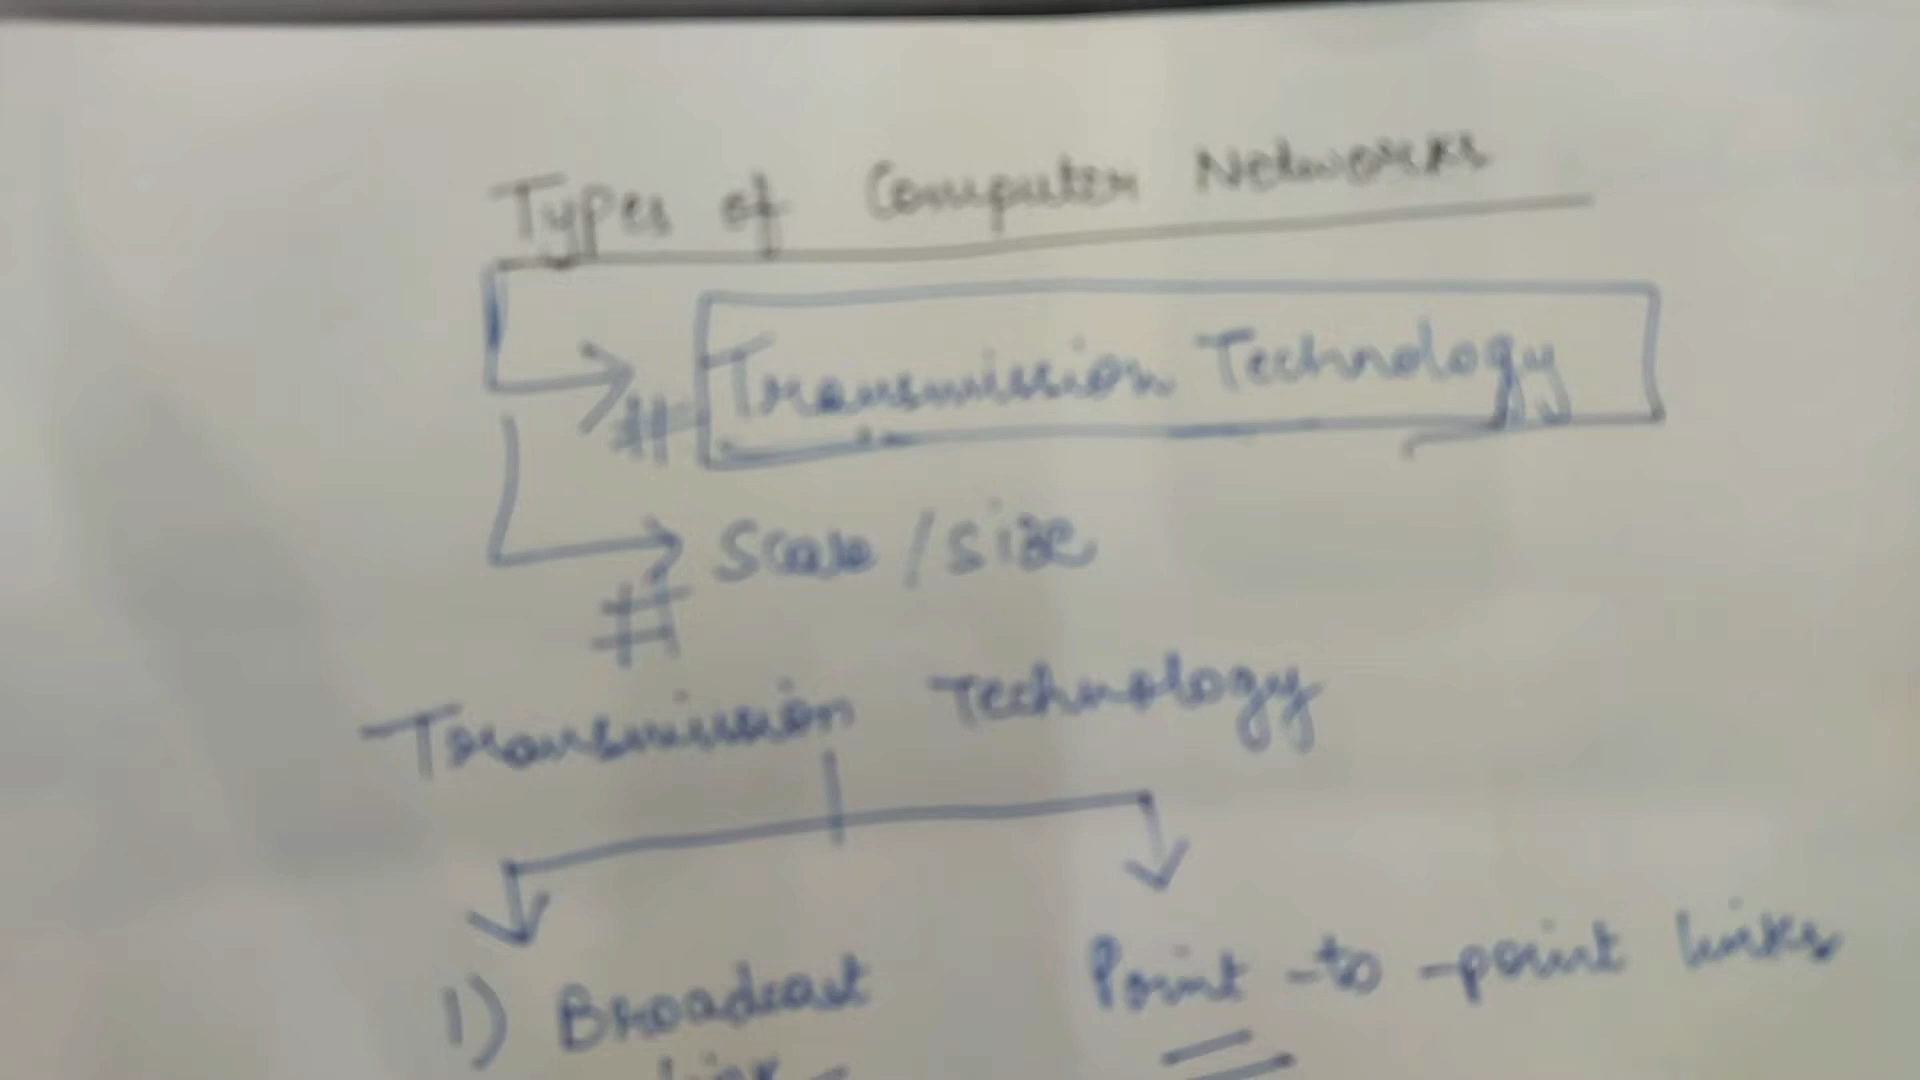 Types of Computer Networks
# Transmission Technology
# Scale / Size
Transmission Technology
1) Broadcast
Point-to-point links